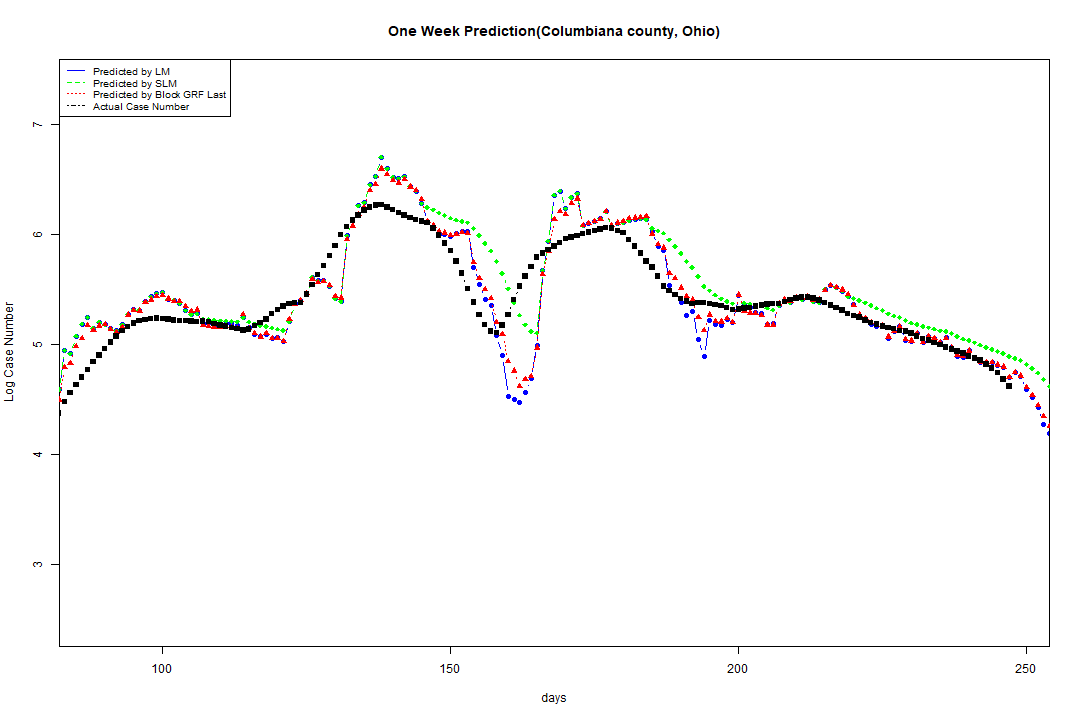 One Week Prediction(Columbiana county, Ohio)
Predicted by LM
Predicted by SLM
Predicted by Block GRF Last
Actual Case Number
Log Case Number
7
6
5
4
3
100
150
200
250
days